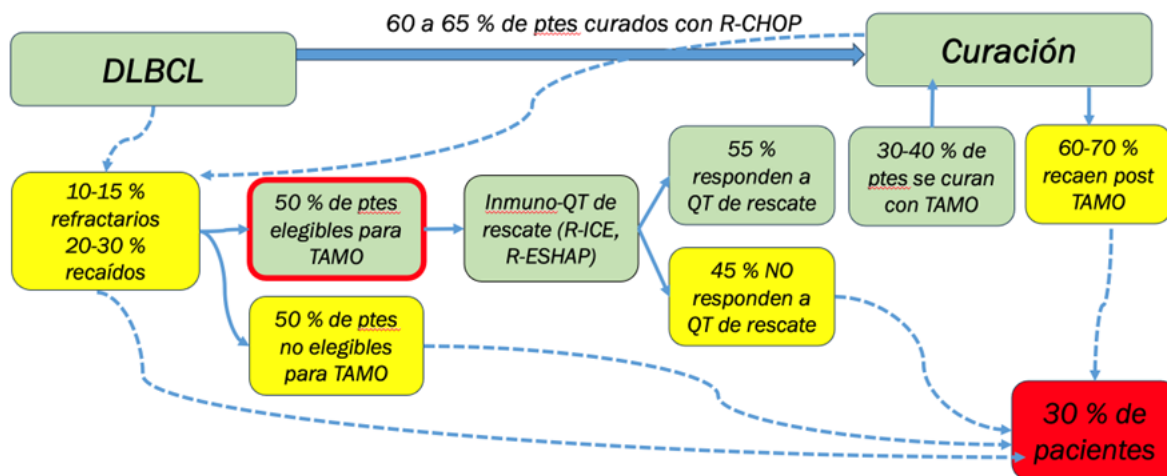 60 a 65 % de ptes curados con R-CHOP
DLBCL
Curación
10-15 %
refractarios
20-30 %
recaídos
50 % de ptes
elegibles para
TAMO
Inmuno-QT de
rescate (R-ICE,
R-ESHAP)
55 %
responden a
QT de rescate
30-40 % de
ptes se curan
con TAMO
60-70 %
recaen post
TAMO
50 % de ptes
no elegibles
para TAMO
45 % NO
responden a
QT de rescate
30 % de
pacientes